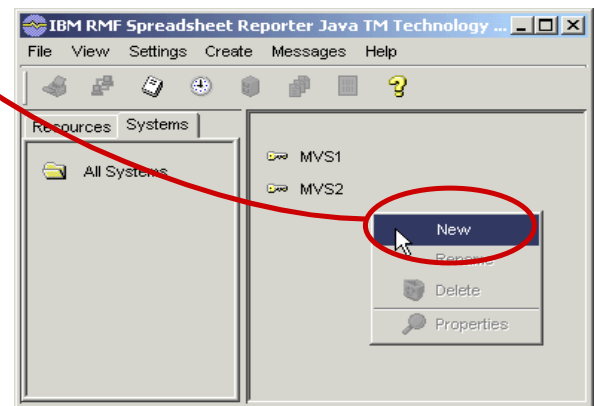 IBM RMF Spreadsheet Reporter Java TM Technology ...
File View Settings Create Messages Help
Resources Systems
All Systems
MVS1
MVS2
New
Rename
Delete
Properties